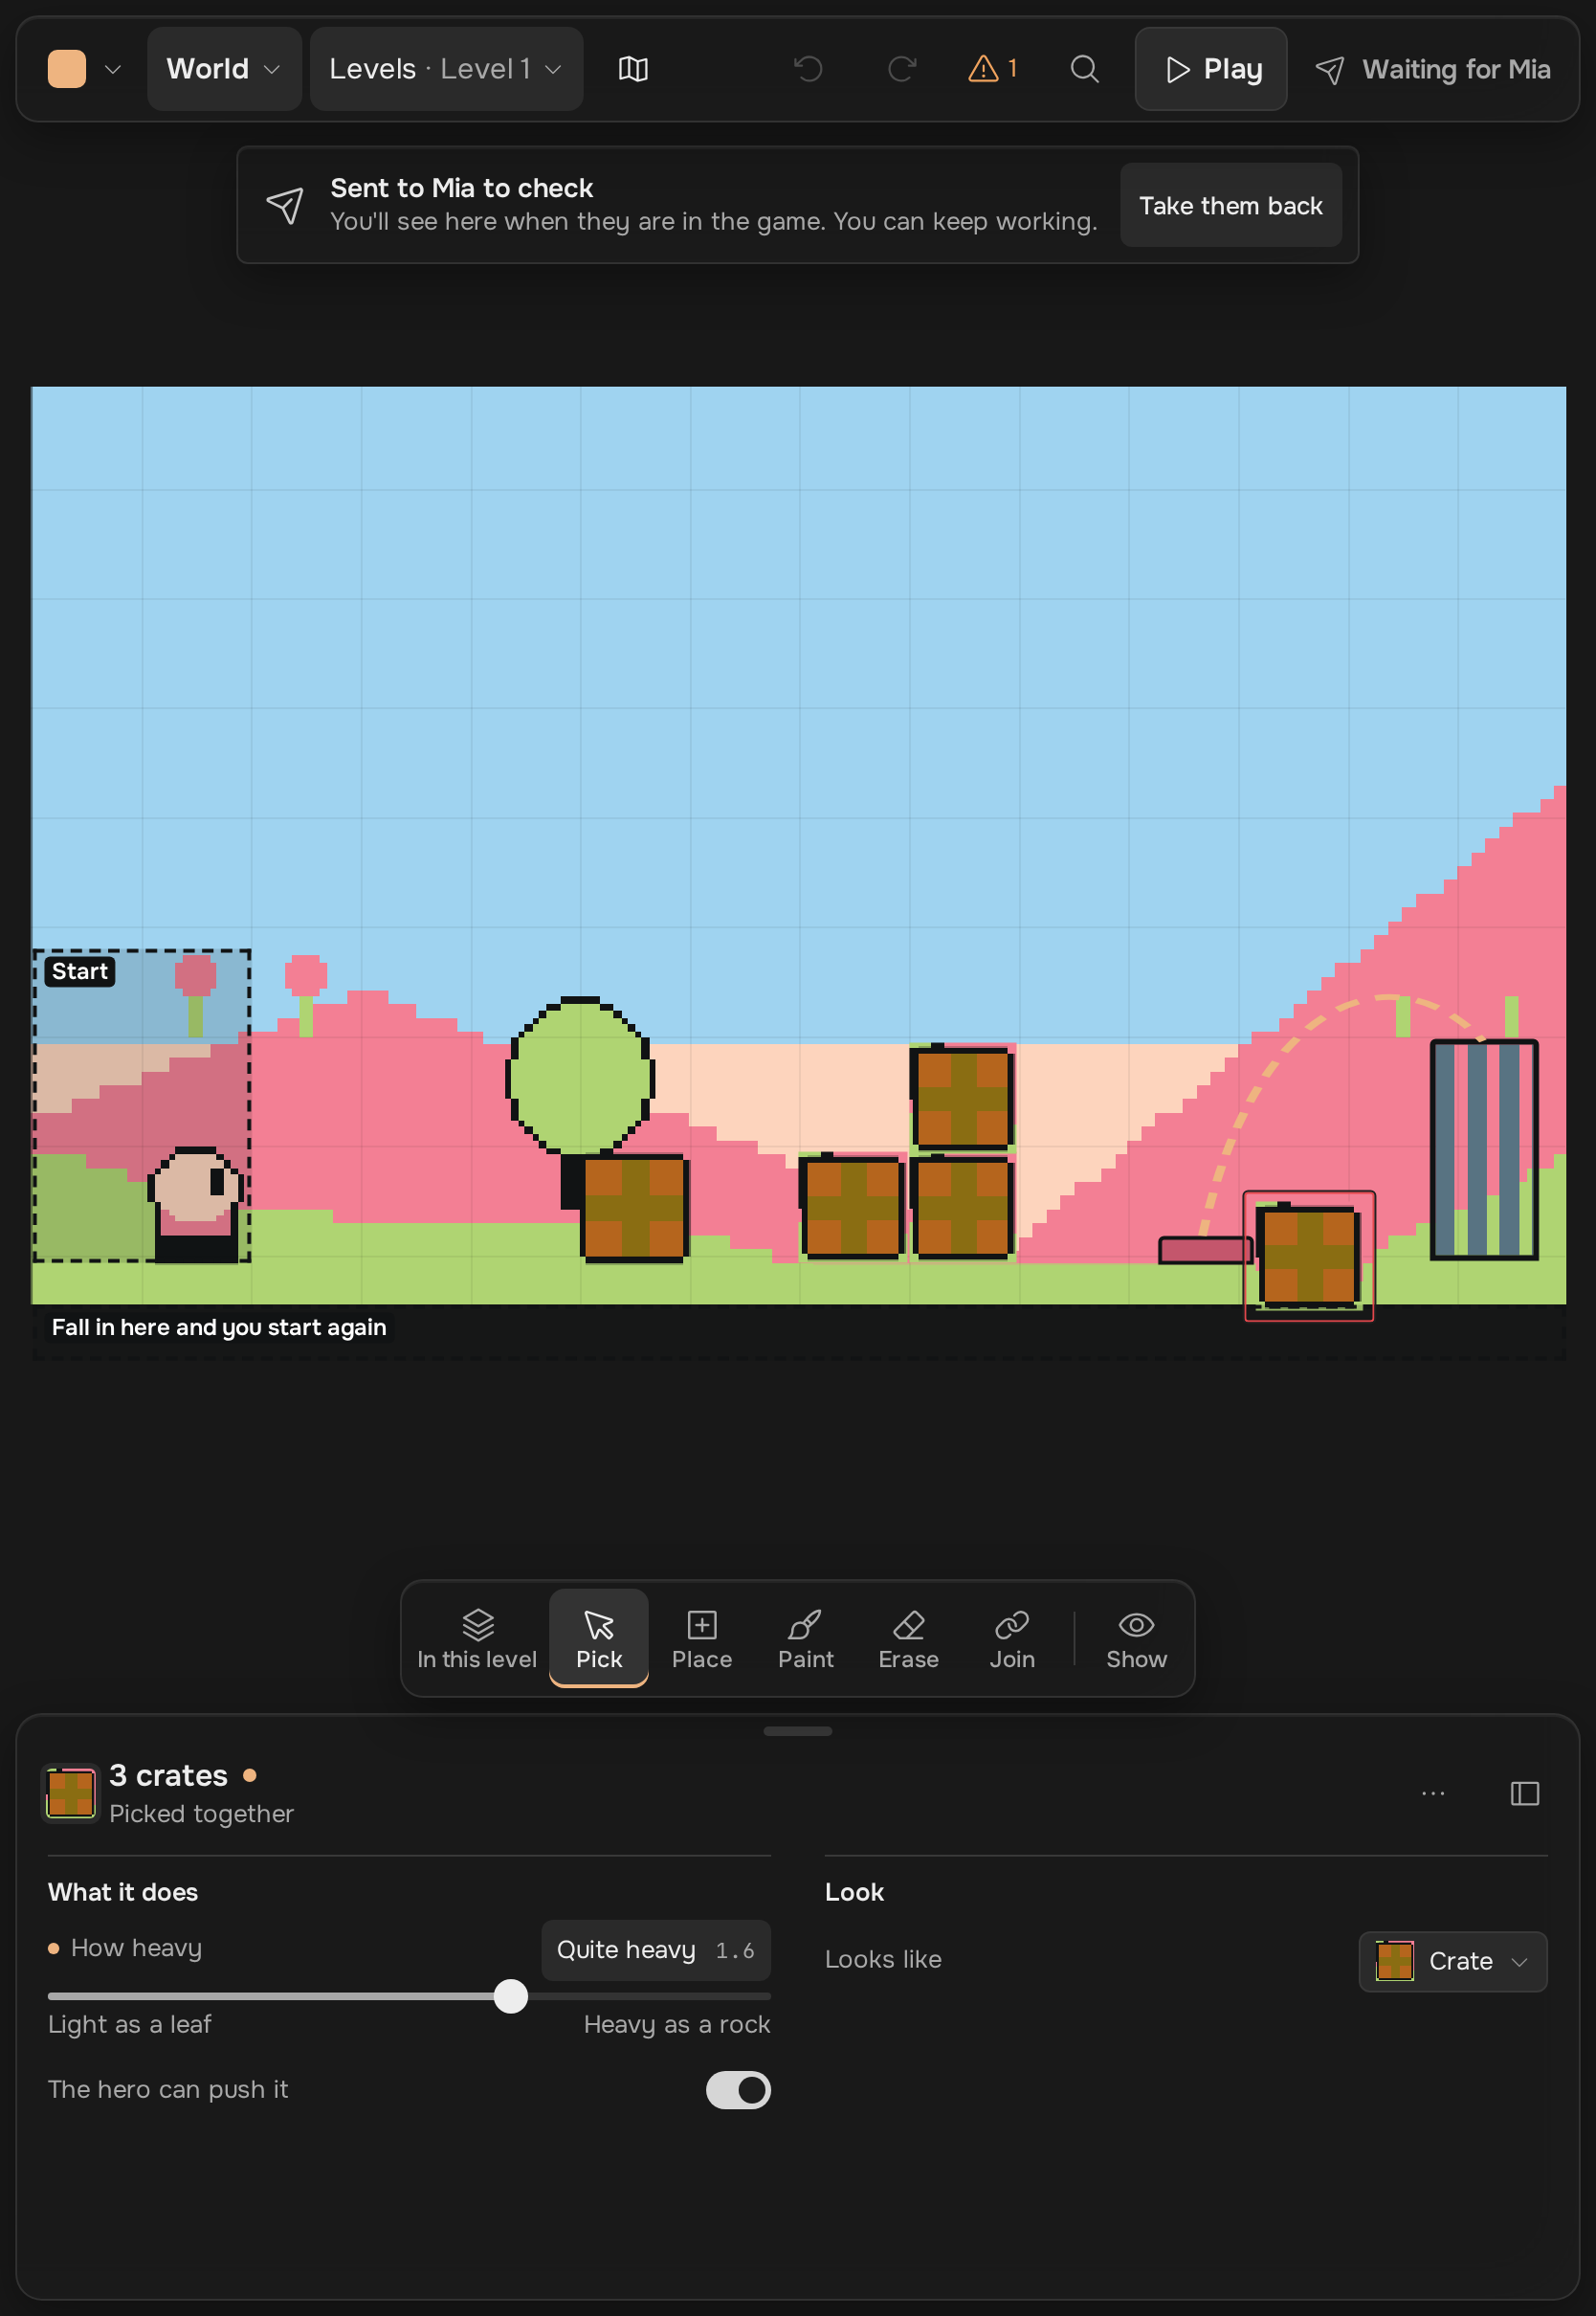 World
Levels · Level 1
1
Play
Waiting for Mia
Sent to Mia to check
You'll see here when they are in the game. You can keep working.
Take them back
Start
Fall in here and you start again
In this level
Pick
Place
Paint
Erase
Join
Show
3 crates
Picked together
What it does
How heavy
Quite heavy 1.6
Light as a leaf
Heavy as a rock
The hero can push it
Look
Looks like
Crate